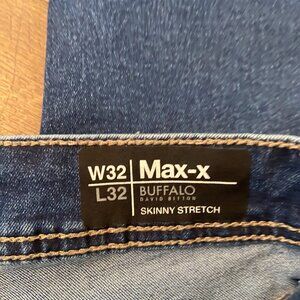 W32 Max-x
L32 BUFFALO
DAVID BITTON
SKINNY STRETCH